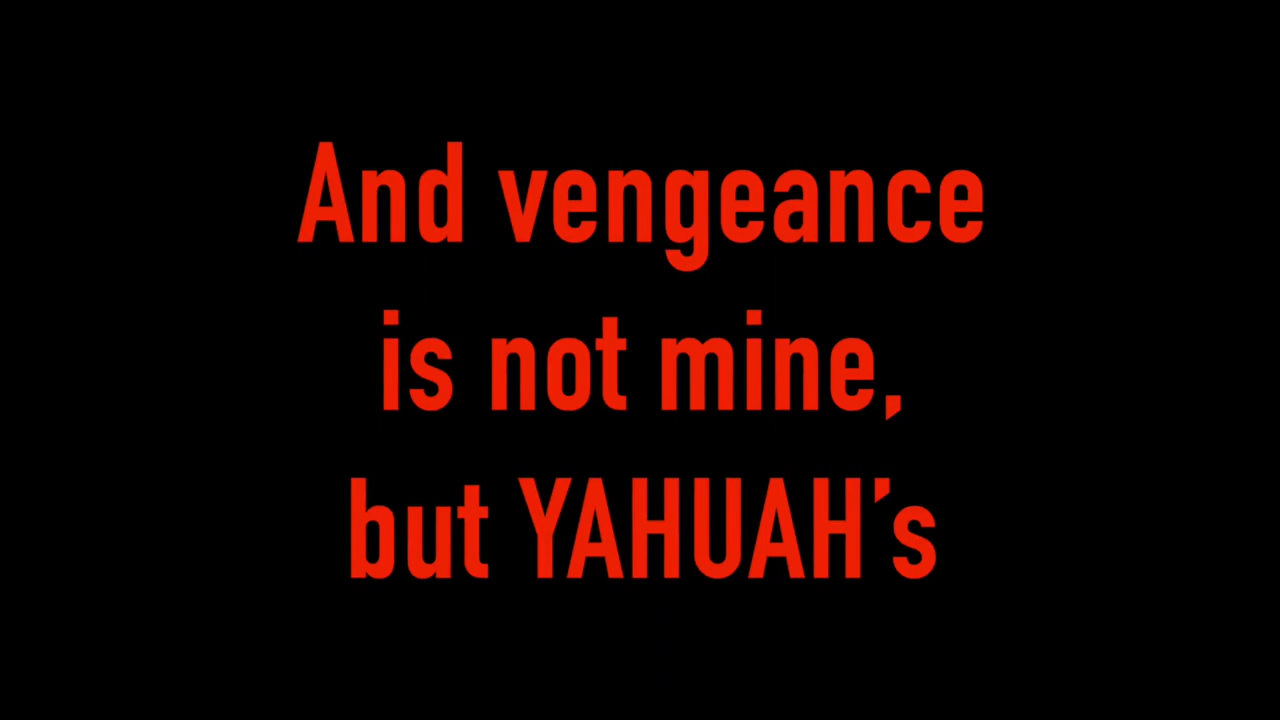 And vengeance
is not mine,
but YAHUAH’s